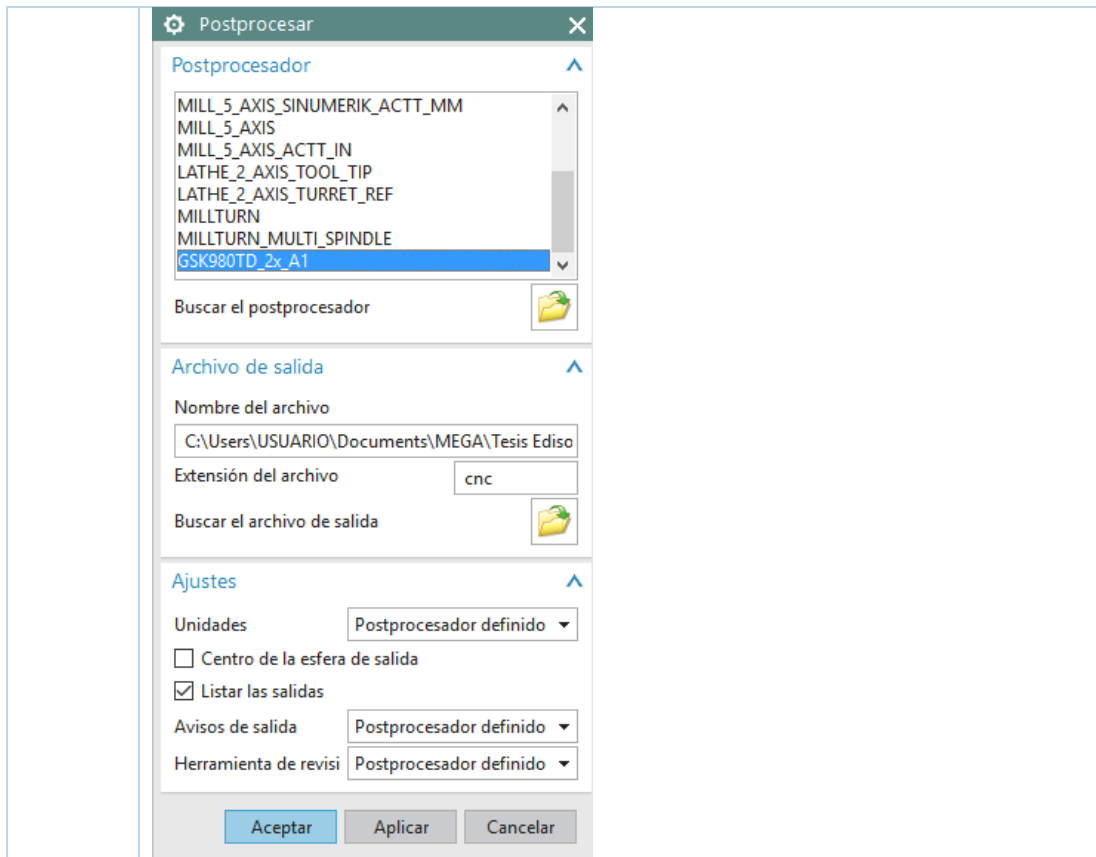 Postprocesar
Postprocesador
MILL_5_AXIS_SINUMERIK_ACTT_MM
MILL_5_AXIS
MILL_5_AXIS_ACTT_IN
LATHE_2_AXIS_TOOL_TIP
LATHE_2_AXIS_TURRET_REF
MILLTURN
MILLTURN_MULTI_SPINDLE
GSK980TD_2x_A1
Buscar el postprocesador
Archivo de salida
Nombre del archivo
C:\Users\USUARIO\Documents\MEGA\Tesis Ediso
Extensión del archivo cnc
Buscar el archivo de salida
Ajustes
Unidades Postprocesador definido
Centro de la esfera de salida
Listar las salidas
Avisos de salida Postprocesador definido
Herramienta de revisi Postprocesador definido
Aceptar Aplicar Cancelar